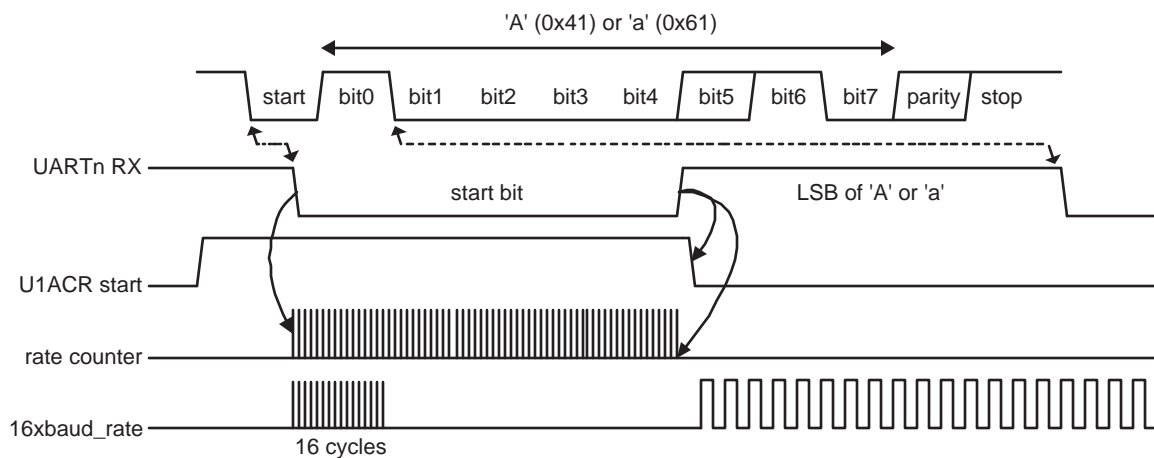 'A' (0x41) or 'a' (0x61)
start bit0 bit1 bit2 bit3 bit4 bit5 bit6 bit7 parity stop
UARTn RX
start bit LSB of 'A' or 'a'
U1ACR start
rate counter
16xbaud_rate
16 cycles